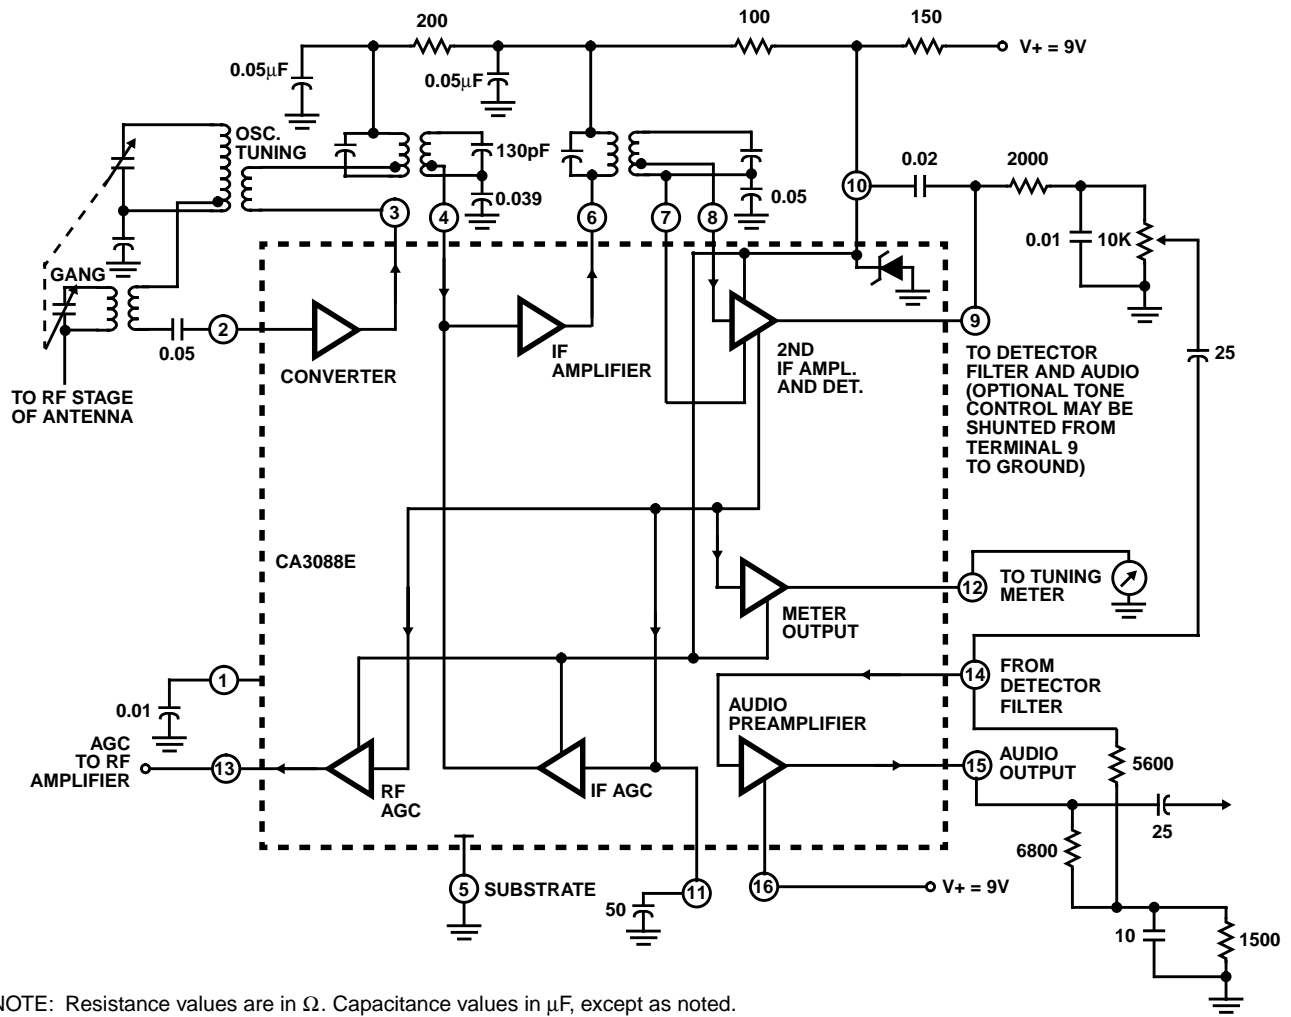 200
100
150
V+ = 9V
0.05μF
0.05μF
OSC.
TUNING
130pF
0.039
0.05
0.02
2000
0.01
10K
3
4
6
7
8
10
GANG
2
0.05
TO RF STAGE
OF ANTENNA
CONVERTER
IF
AMPLIFIER
2ND
IF AMPL.
AND DET.
9
TO DETECTOR
FILTER AND AUDIO
(OPTIONAL TONE
CONTROL MAY BE
SHUNTED FROM
TERMINAL 9
TO GROUND)
25
CA3088E
METER
OUTPUT
12
TO TUNING
METER
1
0.01
14
FROM
DETECTOR
FILTER
AUDIO
PREAMPLIFIER
AGC
TO RF
AMPLIFIER
13
RF
AGC
IF AGC
15
AUDIO
OUTPUT
5600
25
6800
5
SUBSTRATE
50
11
16
V+ = 9V
10
1500
NOTE: Resistance values are in Ω. Capacitance values in μF, except as noted.